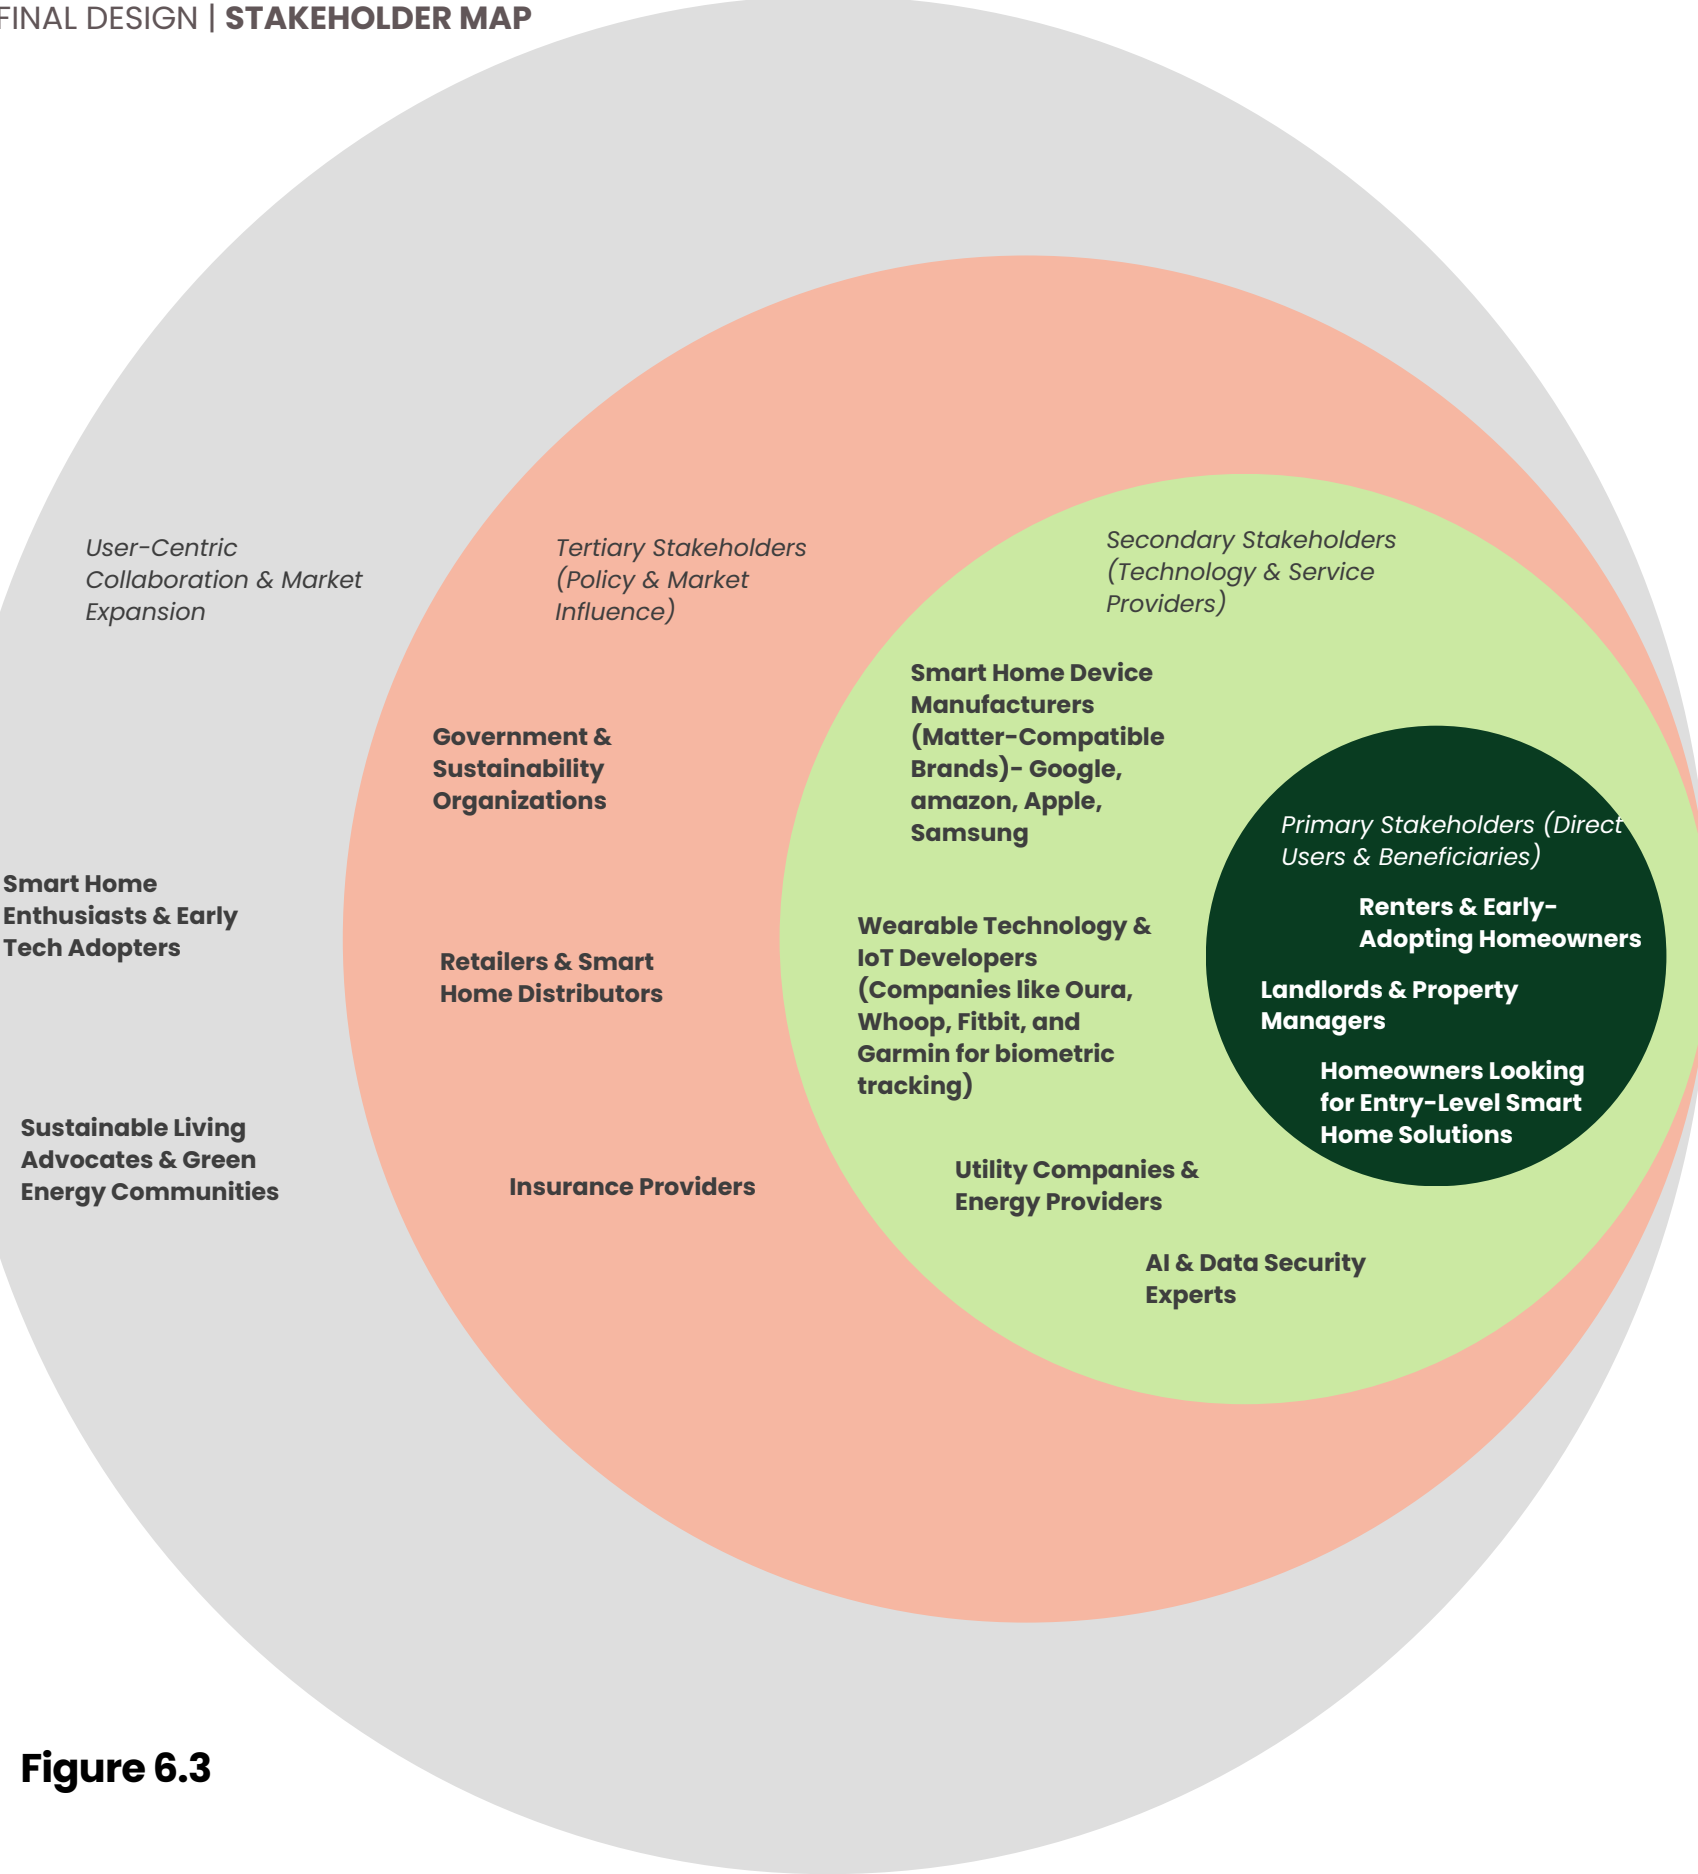 FINAL DESIGN | STAKEHOLDER MAP
User-Centric
Collaboration & Market
Expansion
Smart Home
Enthusiasts & Early
Tech Adopters
Sustainable Living
Advocates & Green
Energy Communities
Tertiary Stakeholders
(Policy & Market
Influence)
Government &
Sustainability
Organizations
Retailers & Smart
Home Distributors
Insurance Providers
Secondary Stakeholders
(Technology & Service
Providers)
Smart Home Device
Manufacturers
(Matter-Compatible
Brands)- Google,
amazon, Apple,
Samsung
Wearable Technology &
IoT Developers
(Companies like Oura,
Whoop, Fitbit, and
Garmin for biometric
tracking)
Utility Companies &
Energy Providers
AI & Data Security
Experts
Primary Stakeholders (Direct
Users & Beneficiaries)
Renters & Early-
Adopting Homeowners
Landlords & Property
Managers
Homeowners Looking
for Entry-Level Smart
Home Solutions
Figure 6.3